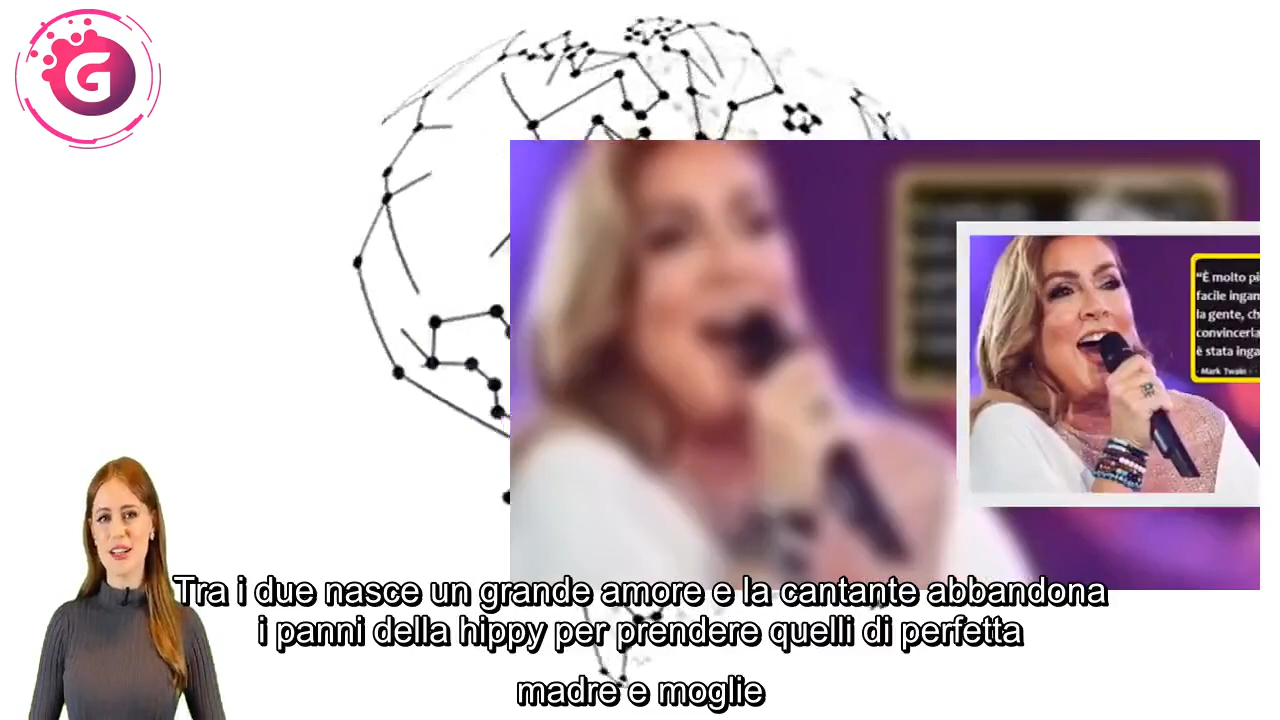 G
“È molto pi
facile ingan
la gente, ch
convincerla
è stata inga
- Mark Twain -
Tra i due nasce un grande amore e la cantante abbandona
i panni della hippy per prendere quelli di perfetta
madre e moglie